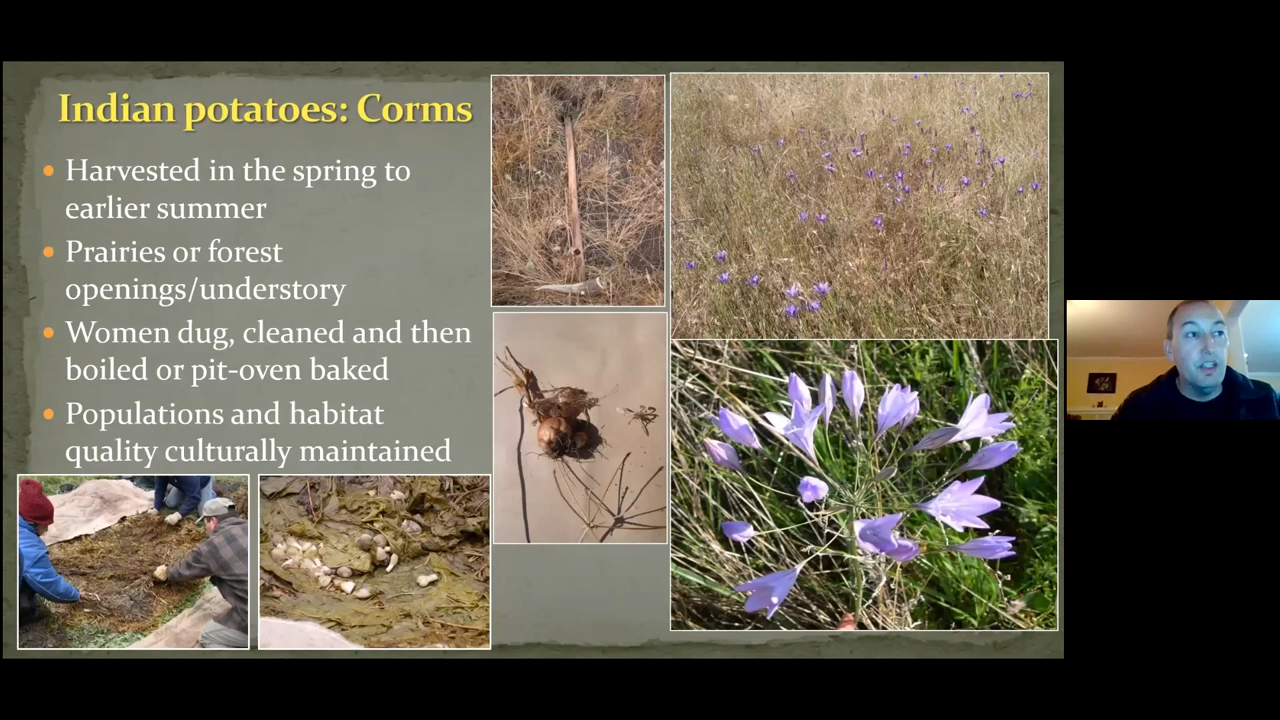 Indian potatoes: Corms
Harvested in the spring to
earlier summer
Prairies or forest
openings/understory
Women dug, cleaned and then
boiled or pit-oven baked
Populations and habitat
quality culturally maintained